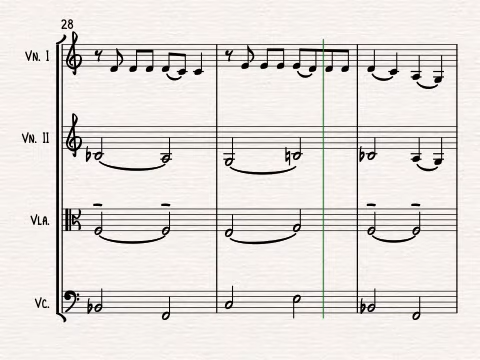 28
Vn. I
Vn. II
Vla.
Vc.